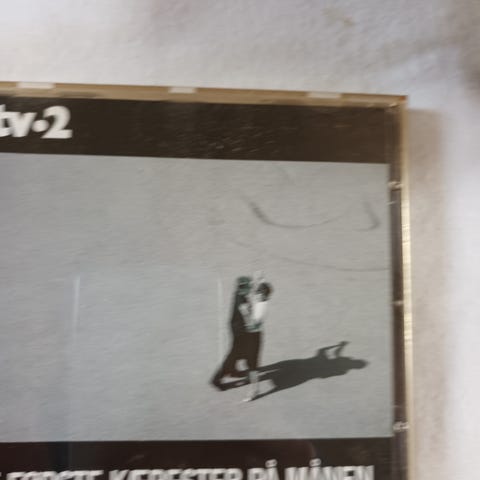 tv·2
FØRSTE KÆRESTER PÅ MÅNEN